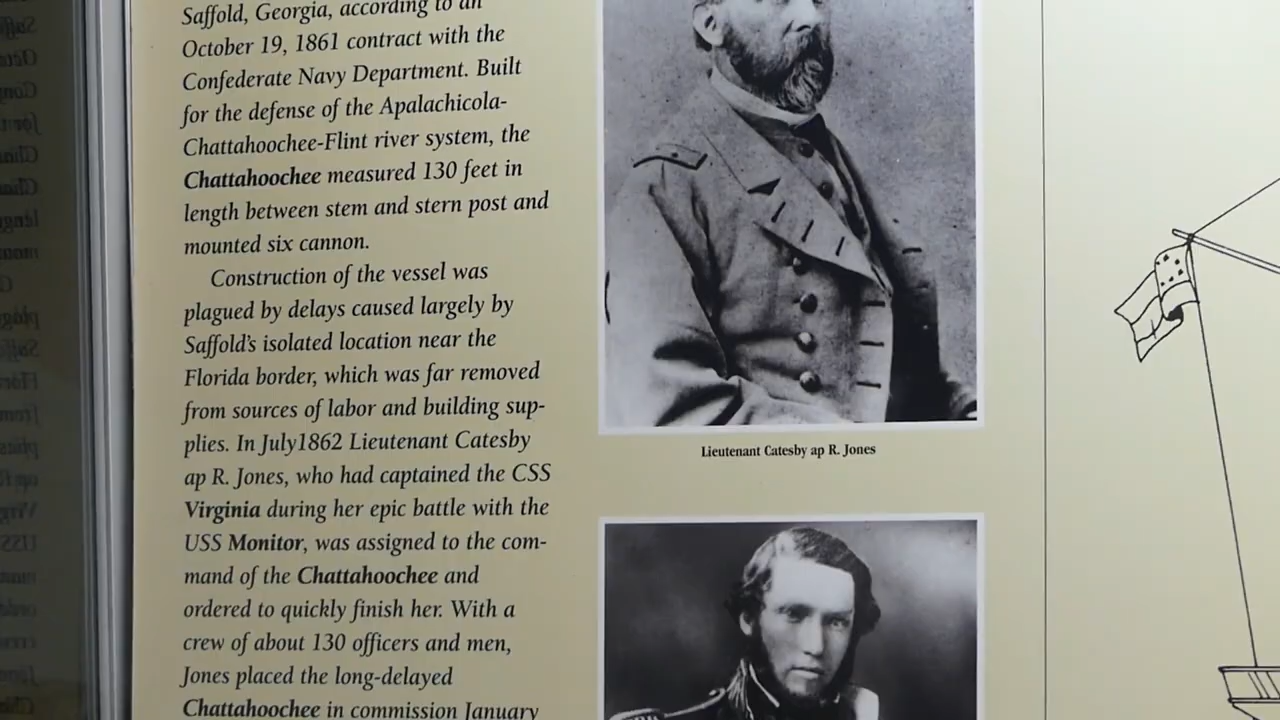 Saffold, Georgia, according to an
October 19, 1861 contract with the
Confederate Navy Department. Built
for the defense of the Apalachicola-
Chattahoochee-Flint river system, the
Chattahoochee measured 130 feet in
length between stem and stern post and
mounted six cannon.
Construction of the vessel was
plagued by delays caused largely by
Saffold's isolated location near the
Florida border, which was far removed
from sources of labor and building sup-
plies. In July1862 Lieutenant Catesby
ap R. Jones, who had captained the CSS
Virginia during her epic battle with the
USS Monitor, was assigned to the com-
mand of the Chattahoochee and
ordered to quickly finish her. With a
crew of about 130 officers and men,
Jones placed the long-delayed
Chattahoochee in commission January
Lieutenant Catesby ap R. Jones